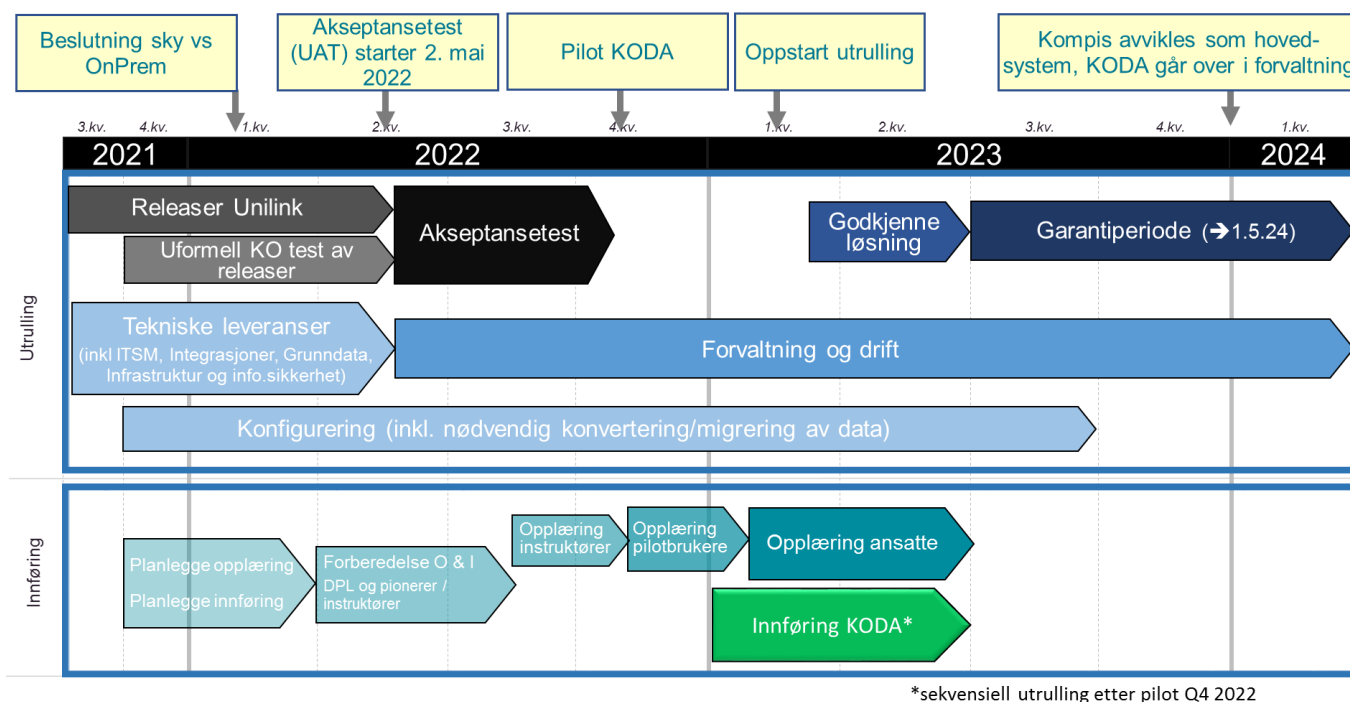 Beslutning sky vs
OnPrem
Akseptansetest
(UAT) starter 2. mai
2022
Pilot KODA
Oppstart utrulling
Kompis avvikles som hoved-
system, KODA går over i forvaltning
3.kv. 4.kv. 1.kv. 2.kv. 3.kv. 4.kv. 1.kv. 2.kv. 3.kv. 4.kv. 1.kv.
2021 2022 2023 2024
Utrulling
Releaser Unilink
Uformell KO test av
releaser
Akseptansetest
Godkjenne
løsning
Garantiperiode (➔1.5.24)
Tekniske leveranser
(inkl ITSM, Integrasjoner, Grunndata,
Infrastruktur og info.sikkerhet)
Forvaltning og drift
Konfigurering (inkl. nødvendig konvertering/migrering av data)
Innføring
Planlegge opplæring
Planlegge innføring
Forberedelse O & I
DPL og pionerer /
instruktører
Opplæring
instruktører
Opplæring
pilotbrukere
Opplæring ansatte
Innføring KODA*
*sekvensiell utrulling etter pilot Q4 2022